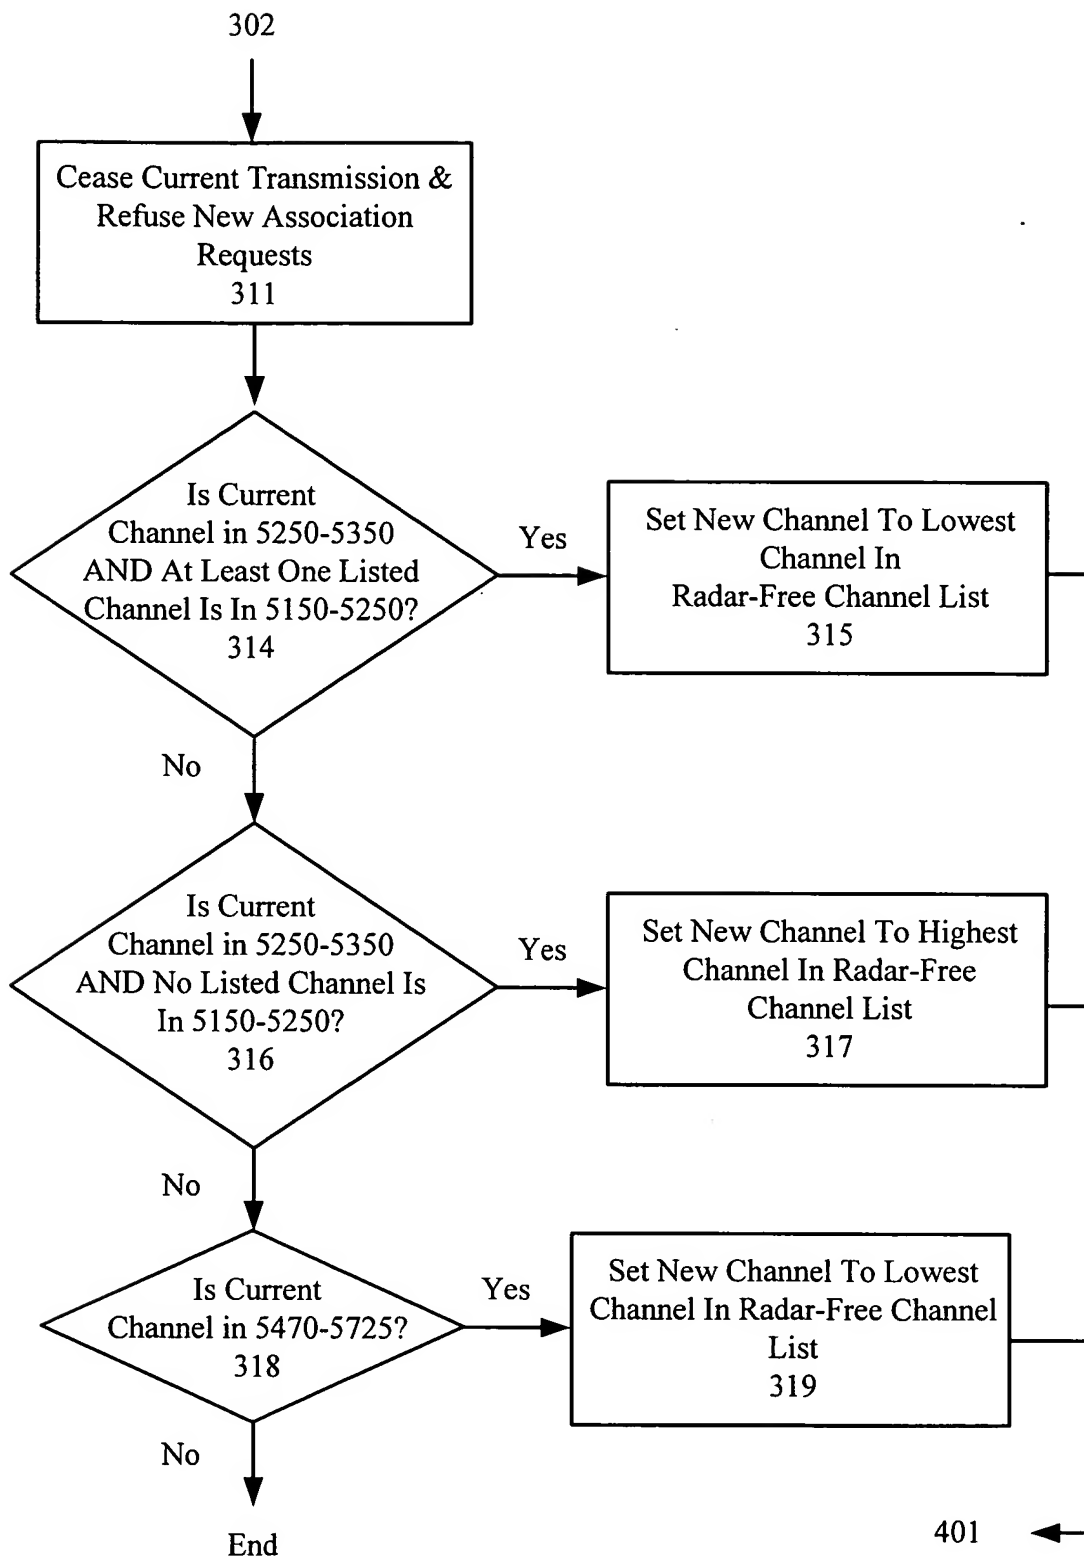 302
Cease Current Transmission &
Refuse New Association
Requests
311
Is Current
Channel in 5250-5350
AND At Least One Listed
Channel Is In 5150-5250?
314
Yes
Set New Channel To Lowest
Channel In
Radar-Free Channel List
315
No
Is Current
Channel in 5250-5350
AND No Listed Channel Is
In 5150-5250?
316
Yes
Set New Channel To Highest
Channel In Radar-Free
Channel List
317
No
Is Current
Channel in 5470-5725?
318
Yes
Set New Channel To Lowest
Channel In Radar-Free Channel
List
319
No
End
401